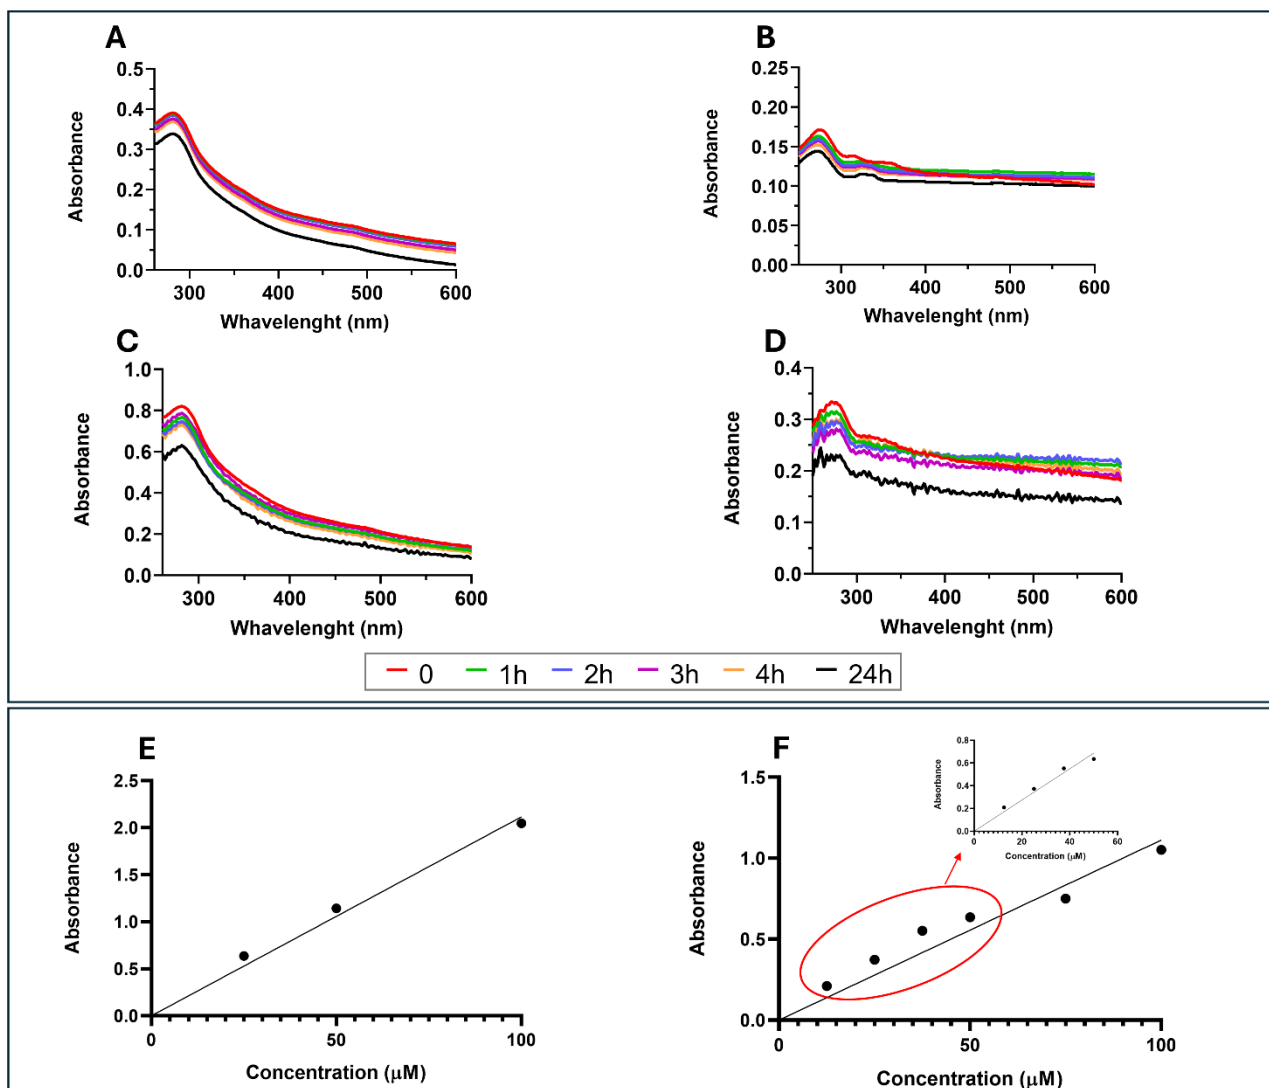 A
0.5
0.4
0.3
0.2
0.1
0.0
Absorbance
300 400 500 600
Whavelenght (nm)
B
0.25
0.20
0.15
0.10
0.05
0.00
Absorbance
300 400 500 600
Whavelenght (nm)
C
1.0
0.8
0.6
0.4
0.2
0.0
Absorbance
300 400 500 600
Whavelenght (nm)
D
0.4
0.3
0.2
0.1
0.0
Absorbance
300 400 500 600
Whavelenght (nm)
0 1h 2h 3h 4h 24h
E
2.5
2.0
1.5
1.0
0.5
0.0
Absorbance
0 50 100
Concentration (μM)
F
1.5
1.0
0.5
0.0
Absorbance
0 50 100
Concentration (μM)
0.8
0.6
0.4
0.2
0.0
Absorbance
0 20 40 60
Concentration (μM)